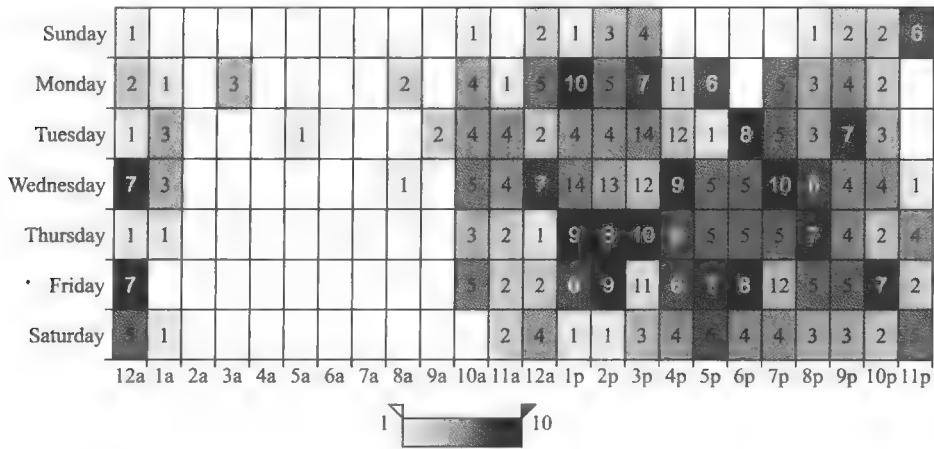 Sunday 1 1 2 1 3 4 1 2 2 6
Monday 2 1 3 2 4 1 5 10 5 7 11 6 5 3 4 2
Tuesday 1 3 1 2 4 4 2 4 4 14 12 1 8 5 3 7 3
Wednesday 7 3 1 5 4 7 14 13 12 9 5 5 10 4 4 1
Thursday 1 1 3 2 1 9 10 5 5 5 7 4 2 4
Friday 7 5 2 2 9 11 6 8 12 5 5 7 2
Saturday 5 1 2 4 1 1 3 4 6 4 4 3 3 2
12a 1a 2a 3a 4a 5a 6a 7a 8a 9a 10a 11a 12a 1p 2p 3p 4p 5p 6p 7p 8p 9p 10p 11p
1 10